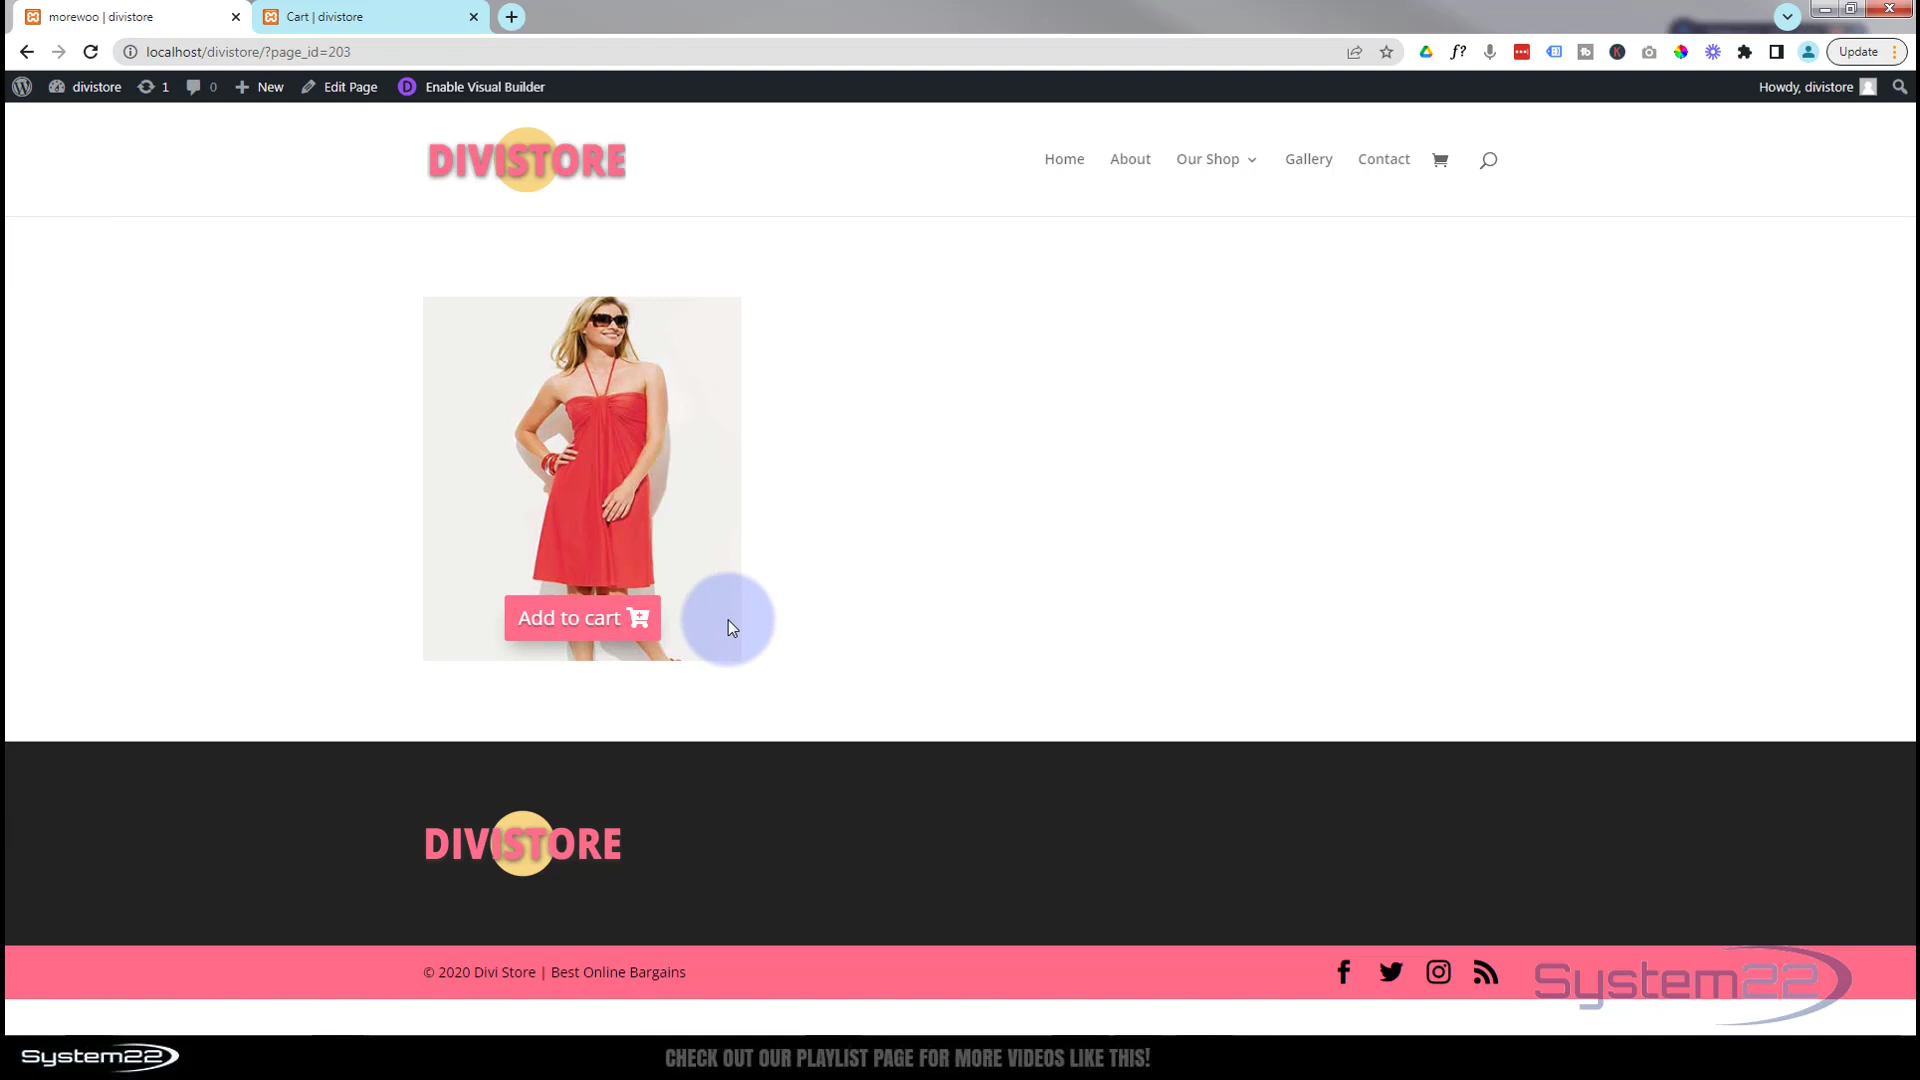 morewoo | divistore
Cart | divistore
localhost/divistore/?page_id=203
Update
divistore
1
0
New
Edit Page
Enable Visual Builder
Howdy, divistore
DIVISTORE
Home
About
Our Shop
Gallery
Contact
Add to cart
DIVISTORE
© 2020 Divi Store | Best Online Bargains
System22
System22
CHECK OUT OUR PLAYLIST PAGE FOR MORE VIDEOS LIKE THIS!